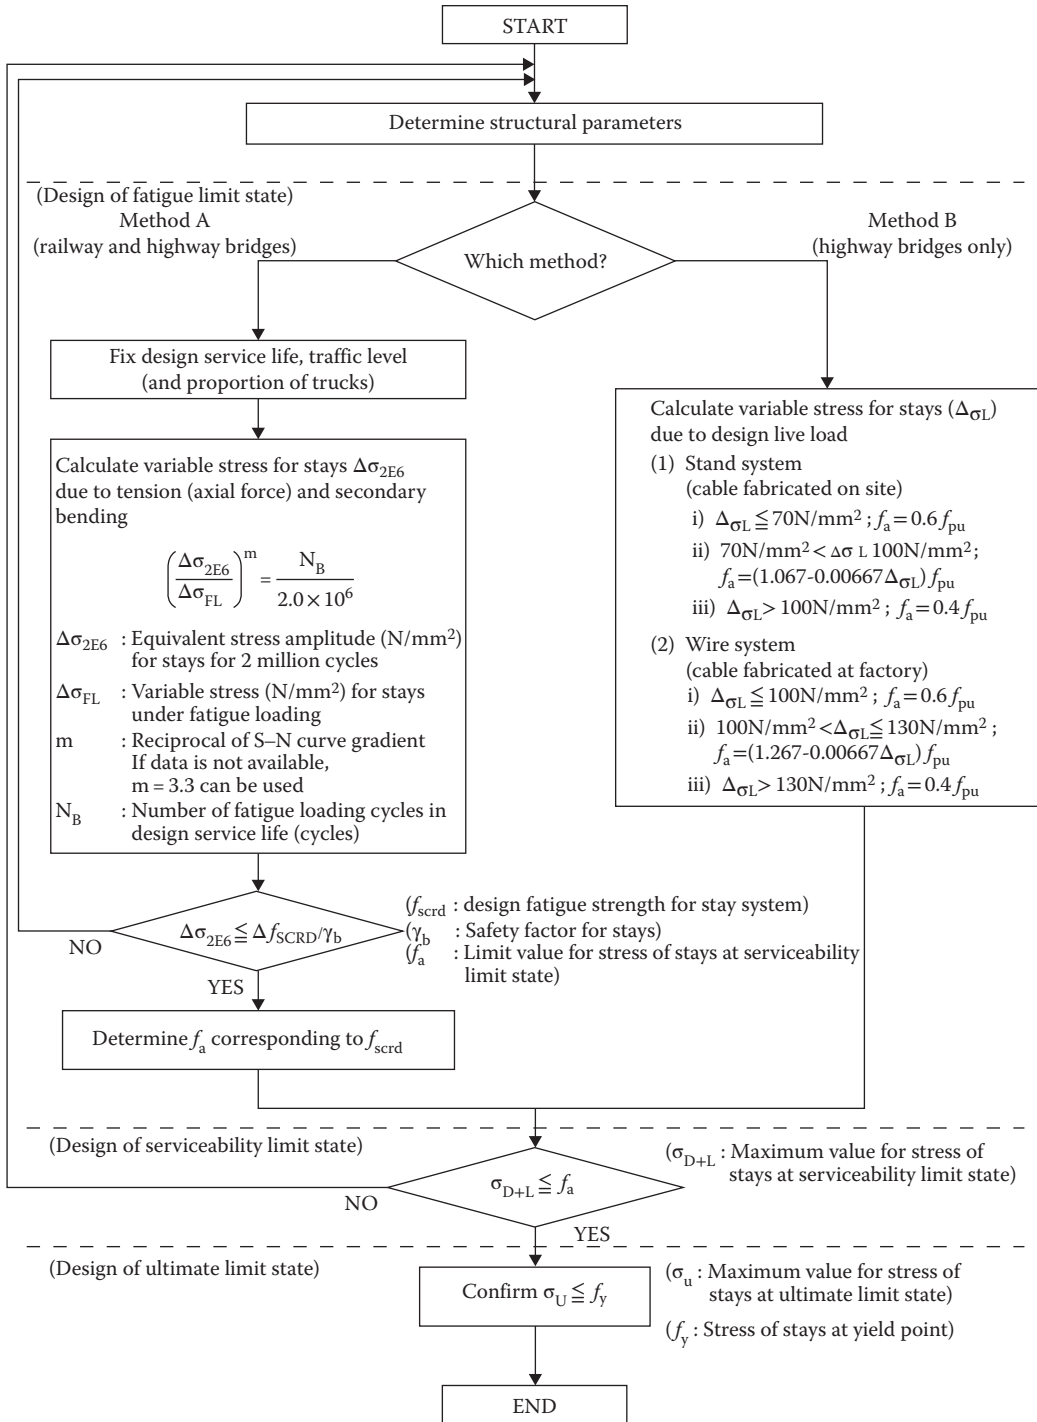 START
Determine structural parameters
(Design of fatigue limit state)
Method A
(railway and highway bridges)
Method B
(highway bridges only)
Which method?
Fix design service life, traffic level
(and proportion of trucks)
Calculate variable stress for stays Δσ2E6
due to tension (axial force) and secondary
bending
(Δσ2E6/ΔσFL)^m = NB/2.0 × 10^6
Δσ2E6 : Equivalent stress amplitude (N/mm²)
for stays for 2 million cycles
ΔσFL : Variable stress (N/mm²) for stays
under fatigue loading
m : Reciprocal of S–N curve gradient
If data is not available,
m = 3.3 can be used
NB : Number of fatigue loading cycles in
design service life (cycles)
Calculate variable stress for stays (ΔσL)
due to design live load
(1) Stand system
(cable fabricated on site)
i) ΔσL ≦ 70N/mm² ; fa = 0.6 fpu
ii) 70N/mm² < Δσ L 100N/mm²;
fa=(1.067-0.00667ΔσL) fpu
iii) ΔσL > 100N/mm² ; fa = 0.4 fpu
(2) Wire system
(cable fabricated at factory)
i) ΔσL ≦ 100N/mm² ; fa = 0.6 fpu
ii) 100N/mm² <ΔσL ≦ 130N/mm² ;
fa=(1.267-0.00667ΔσL) fpu
iii) ΔσL > 130N/mm² ; fa = 0.4 fpu
Δσ2E6 ≦ ΔfSCRD/γb
NO
YES
(fscrd : design fatigue strength for stay system)
(γb : Safety factor for stays)
(fa : Limit value for stress of stays at serviceability
limit state)
Determine fa corresponding to fscrd
(Design of serviceability limit state)
σD+L ≦ fa
NO
YES
(σD+L : Maximum value for stress of
stays at serviceability limit state)
(Design of ultimate limit state)
Confirm σU ≦ fy
(σu : Maximum value for stress of
stays at ultimate limit state)
(fy : Stress of stays at yield point)
END